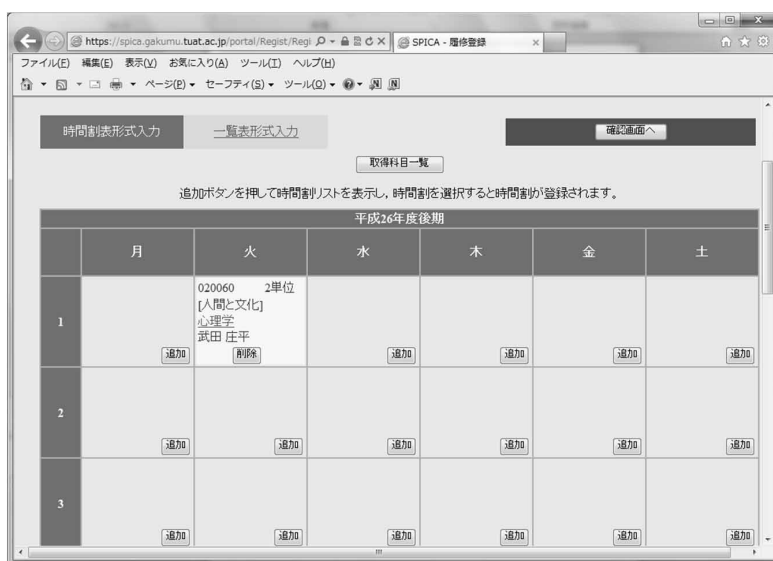 https://spica.gakumu.tuat.ac.jp/portal/Regist/Regi
SPICA - 履修登録
ファイル(F) 編集(E) 表示(V) お気に入り(A) ツール(T) ヘルプ(H)
ページ(P) セーフティ(S) ツール(O)
時間割表形式入力 一覧表形式入力 確認画面へ
取得科目一覧
追加ボタンを押して時間割リストを表示し，時間割を選択すると時間割が登録されます。
平成26年度後期
月 火 水 木 金 土
020060 2単位
[人間と文化]
1 心理学
武田 庄平
追加 削除 追加 追加 追加 追加
2
追加 追加 追加 追加 追加 追加
3
追加 追加 追加 追加 追加 追加